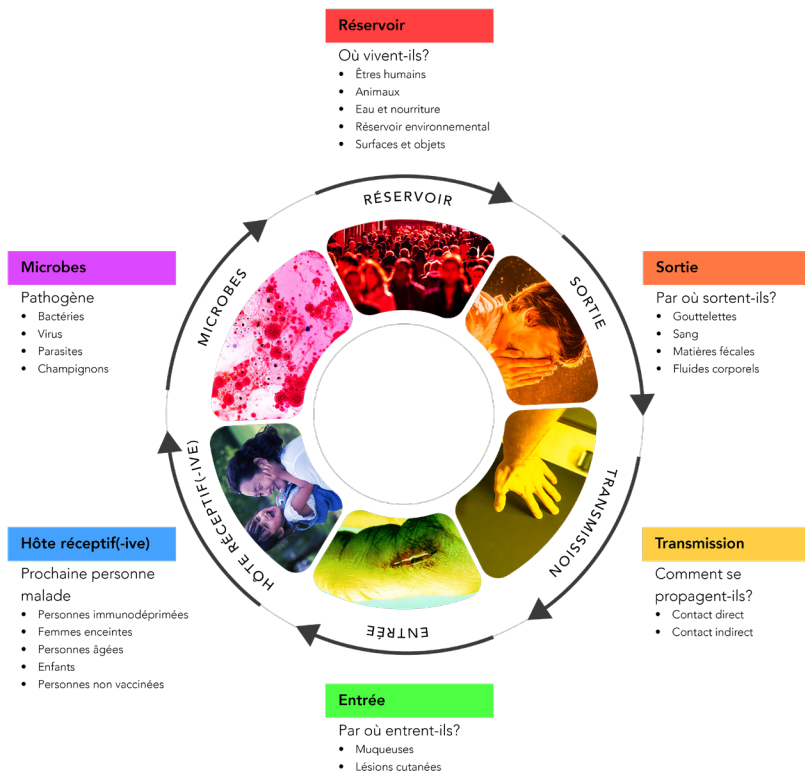 Réservoir
Où vivent-ils?
• Êtres humains
• Animaux
• Eau et nourriture
• Réservoir environnemental
• Surfaces et objets
RÉSERVOIR
MICROBES
SORTIE
Microbes
Pathogène
• Bactéries
• Virus
• Parasites
• Champignons
Sortie
Par où sortent-ils?
• Gouttelettes
• Sang
• Matières fécales
• Fluides corporels
HÔTE RÉCEPTIF(-IVE)
TRANSMISSION
ENTRÉE
Hôte réceptif(-ive)
Prochaine personne
malade
• Personnes immunodéprimées
• Femmes enceintes
• Personnes âgées
• Enfants
• Personnes non vaccinées
Transmission
Comment se
propagent-ils?
• Contact direct
• Contact indirect
Entrée
Par où entrent-ils?
• Muqueuses
• Lésions cutanées